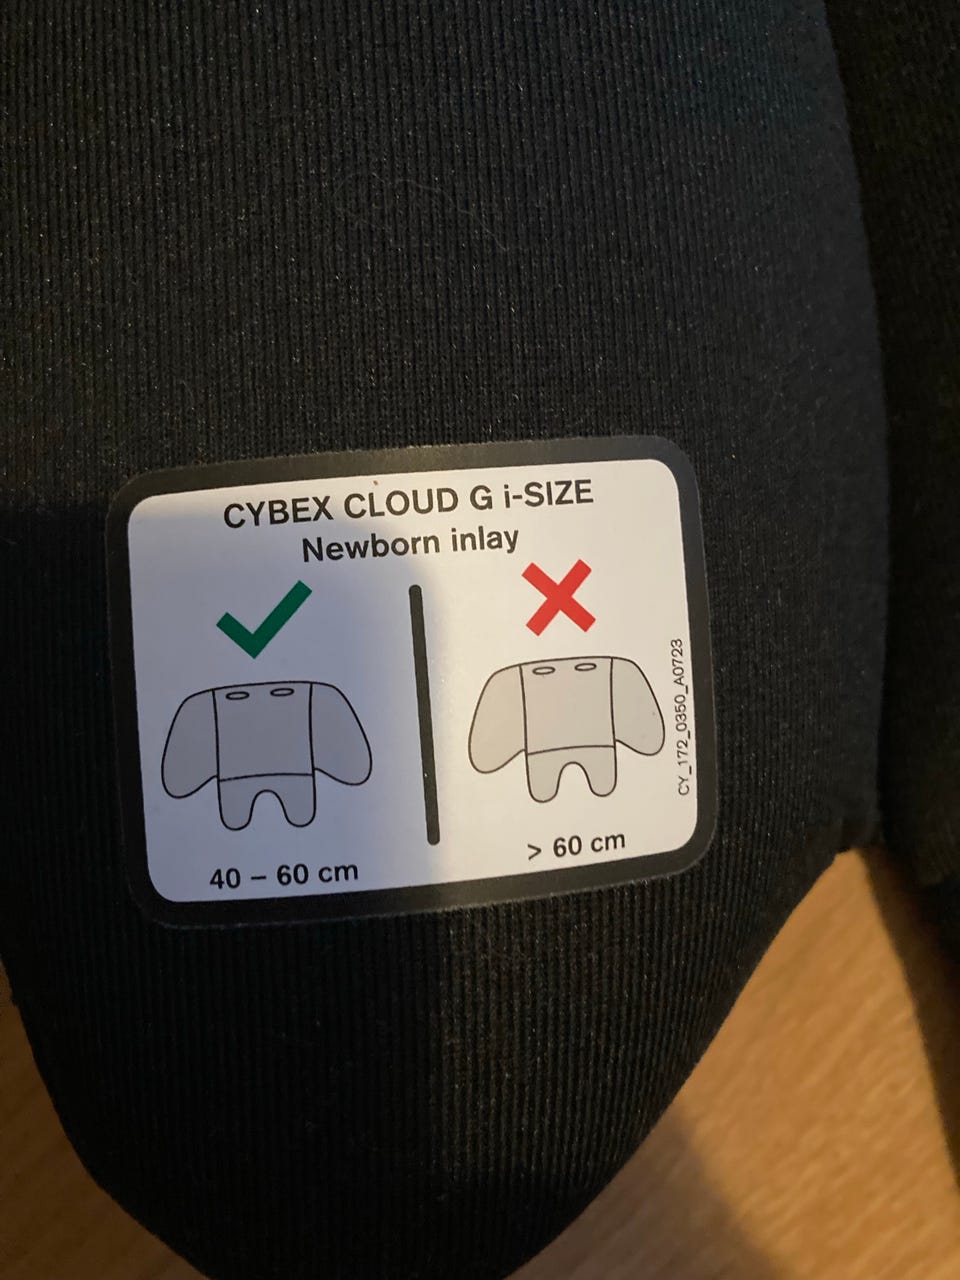 CYBEX CLOUD G i-SIZE
Newborn inlay
40 – 60 cm
> 60 cm
CY_172_0350_A0723